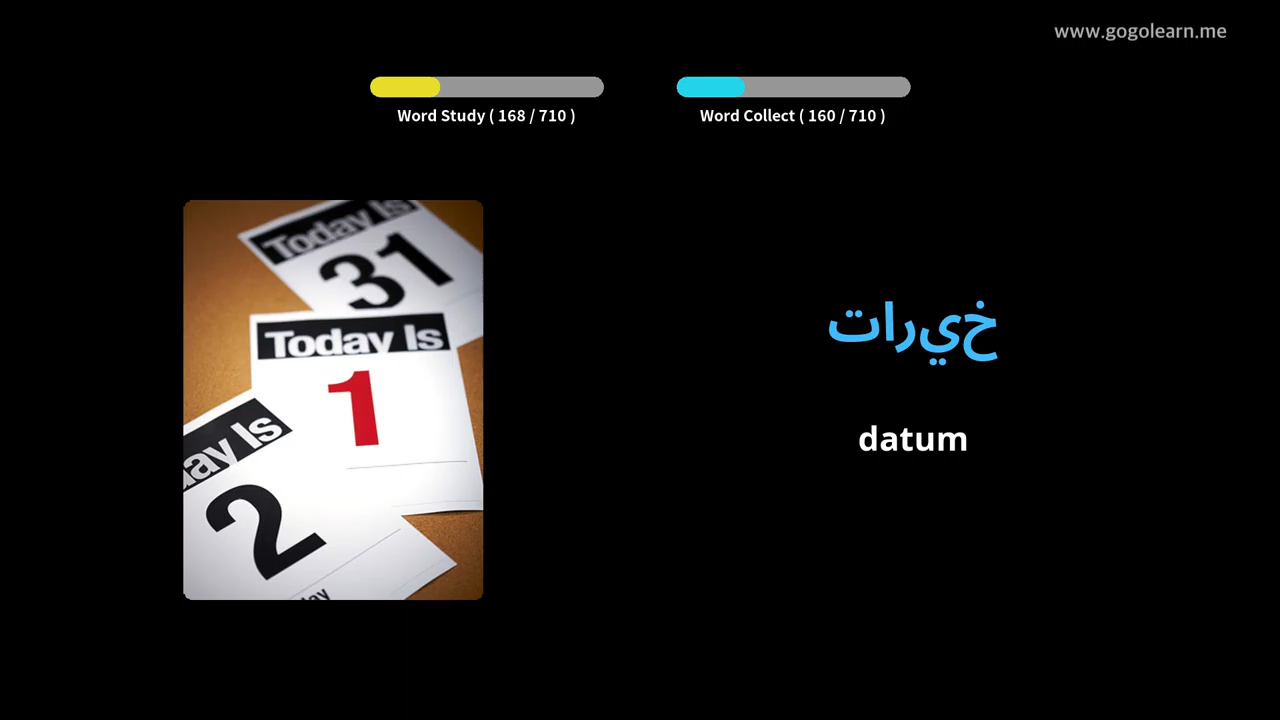 www.gogolearn.me
Word Study ( 168 / 710 )
Word Collect ( 160 / 710 )
Today Is
31
Today Is
1
ay Is
2
خيرات
datum